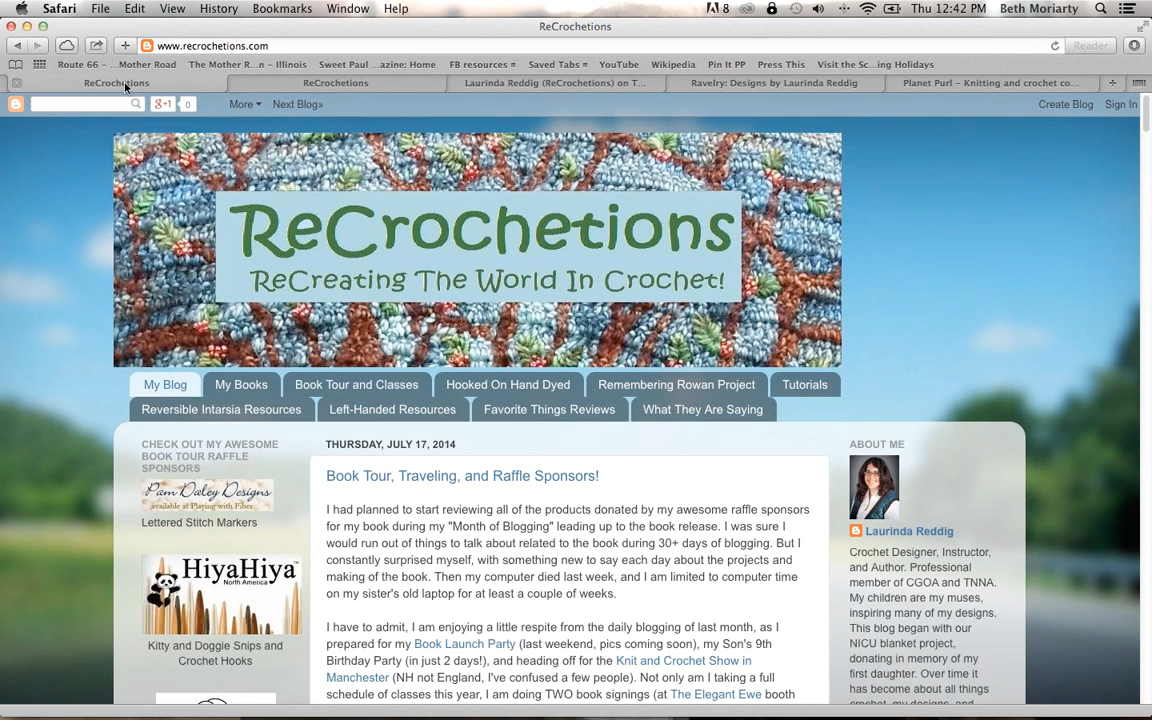 Safari File Edit View History Bookmarks Window Help 8 Thu 12:42 PM Beth Moriarty
ReCrochetions
www.recrochetions.com Reader
Route 66 – ...Mother Road The Mother R...n – Illinois Sweet Paul ...azine: Home FB resources Saved Tabs YouTube Wikipedia Pin It PP Press This Visit the Sc...ing Holidays
ReCrochetions ReCrochetions Laurinda Reddig (ReCrochetions) on T... Ravelry: Designs by Laurinda Reddig Planet Purl – Knitting and crochet co...
g+1 0 More Next Blog» Create Blog Sign In
ReCrochetions
ReCreating The World In Crochet!
My Blog My Books Book Tour and Classes Hooked On Hand Dyed Remembering Rowan Project Tutorials
Reversible Intarsia Resources Left-Handed Resources Favorite Things Reviews What They Are Saying
CHECK OUT MY AWESOME
BOOK TOUR RAFFLE
SPONSORS
Pam Daley Designs
available at Playing with Fiber
Lettered Stitch Markers
HiyaHiya
North America
Kitty and Doggie Snips and
Crochet Hooks
THURSDAY, JULY 17, 2014
Book Tour, Traveling, and Raffle Sponsors!
I had planned to start reviewing all of the products donated by my awesome raffle sponsors
for my book during my "Month of Blogging" leading up to the book release. I was sure I
would run out of things to talk about related to the book during 30+ days of blogging. But I
constantly surprised myself, with something new to say each day about the projects and
making of the book. Then my computer died last week, and I am limited to computer time
on my sister's old laptop for at least a couple of weeks.
I have to admit, I am enjoying a little respite from the daily blogging of last month, as I
prepared for my Book Launch Party (last weekend, pics coming soon), my Son's 9th
Birthday Party (in just 2 days!), and heading off for the Knit and Crochet Show in
Manchester (NH not England, I've confused a few people). Not only am I taking a full
schedule of classes this year, I am doing TWO book signings (at The Elegant Ewe booth
ABOUT ME
Laurinda Reddig
Crochet Designer, Instructor,
and Author. Professional
member of CGOA and TNNA.
My children are my muses,
inspiring many of my designs.
This blog began with our
NICU blanket project,
donating in memory of my
first daughter. Over time it
has become about all things
crochet, my designs, and